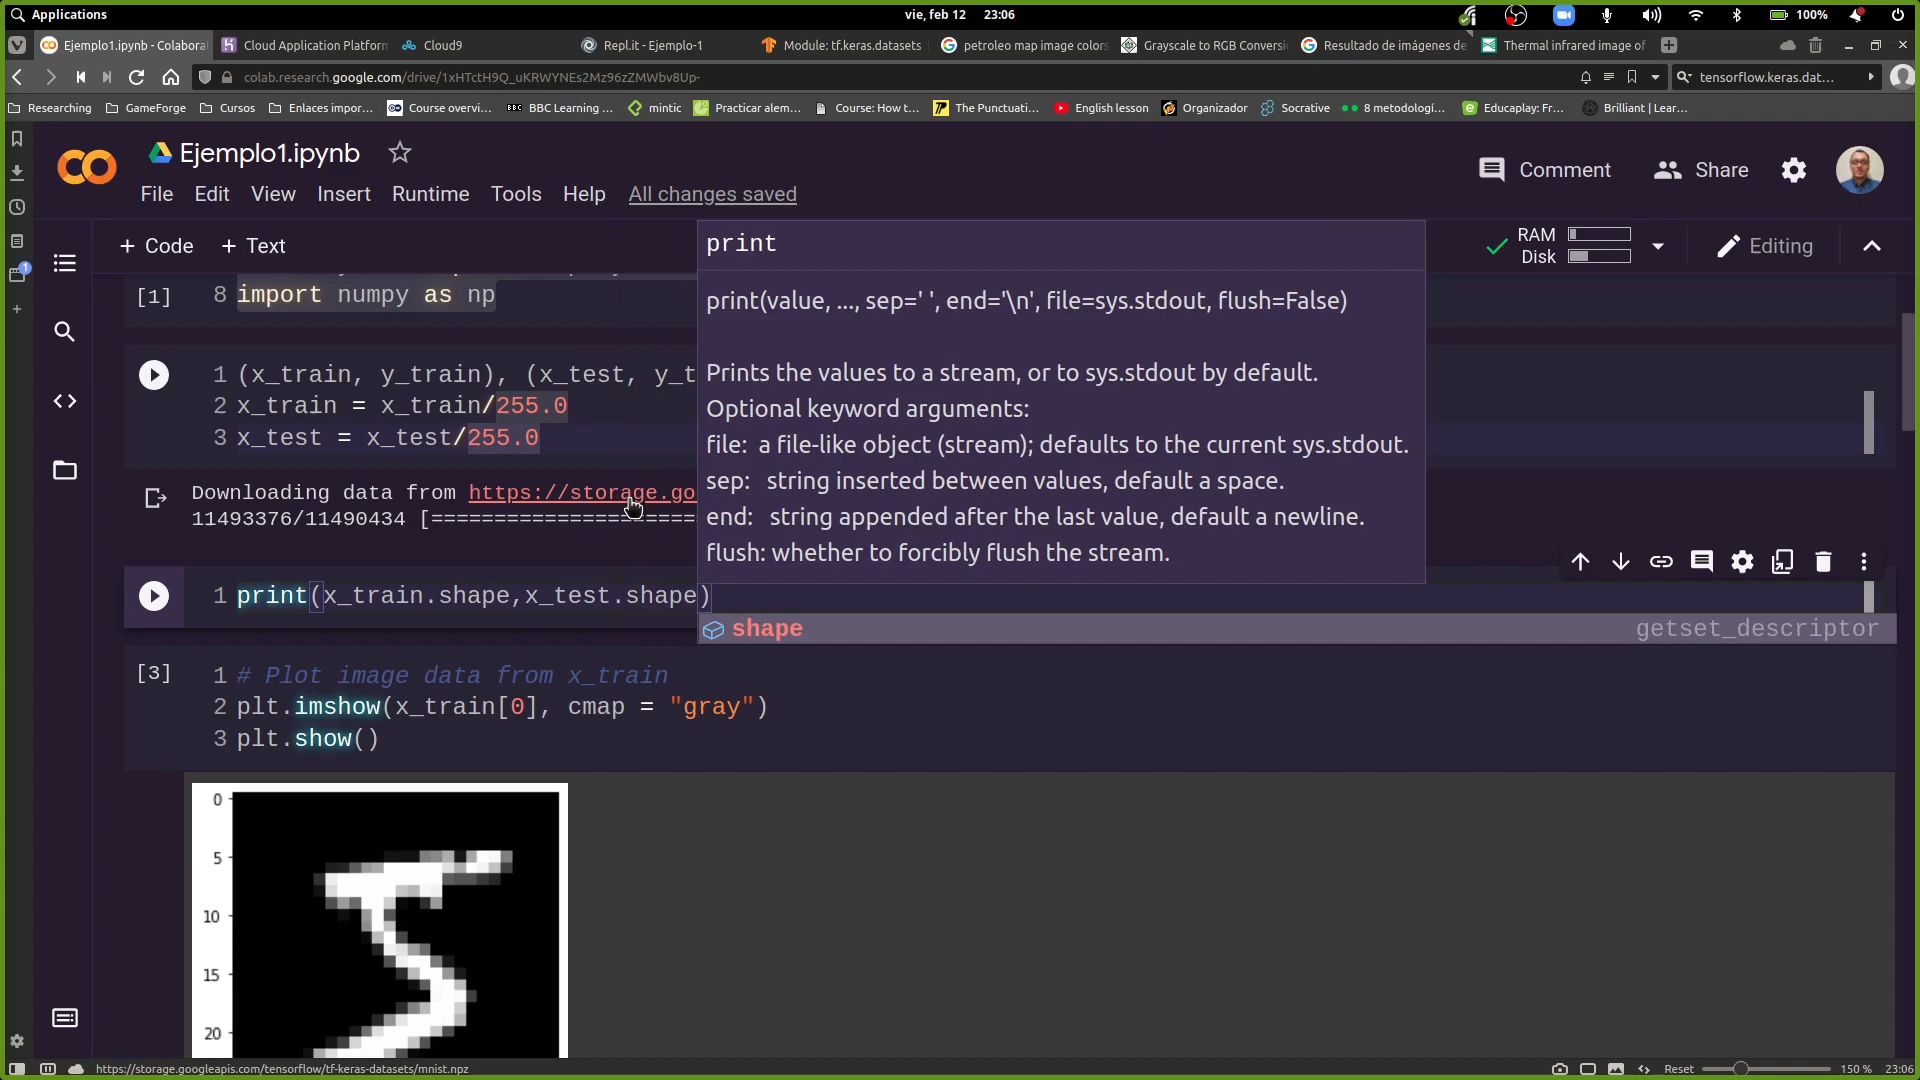 Applications
vie, feb 12 23:06
100%
Ejemplo1.ipynb - Colabora
Cloud Application Platforn
Cloud9
Repl.it - Ejemplo-1
Module: tf.keras.datasets
petroleo map image colors
Grayscale to RGB Conversi
Resultado de imágenes de
Thermal infrared image of
colab.research.google.com/drive/1xHTctH9Q_uKRWYNEs2Mz96zZMWbv8Up-
tensorflow.keras.dat...
Researching
GameForge
Cursos
Enlaces impor...
Course overvi...
BBC Learning ...
mintic
Practicar alem...
Course: How t...
The Punctuati...
English lesson
Organizador
Socrative
8 metodologí...
Educaplay: Fr...
Brilliant | Lear...
Ejemplo1.ipynb
Comment
Share
File Edit View Insert Runtime Tools Help All changes saved
+ Code + Text
RAM
Disk
Editing
print
print(value, ..., sep=' ', end='\n', file=sys.stdout, flush=False)
Prints the values to a stream, or to sys.stdout by default.
Optional keyword arguments:
file: a file-like object (stream); defaults to the current sys.stdout.
sep: string inserted between values, default a space.
end: string appended after the last value, default a newline.
flush: whether to forcibly flush the stream.
[1] 8 import numpy as np
1 (x_train, y_train), (x_test, y_t
2 x_train = x_train/255.0
3 x_test = x_test/255.0
Downloading data from https://storage.go
11493376/11490434 [======================
1 print(x_train.shape,x_test.shape)
shape getset_descriptor
[3] 1 # Plot image data from x_train
2 plt.imshow(x_train[0], cmap = "gray")
3 plt.show()
0
5
10
15
20
1
https://storage.googleapis.com/tensorflow/tf-keras-datasets/mnist.npz
Reset
150 %
23:06